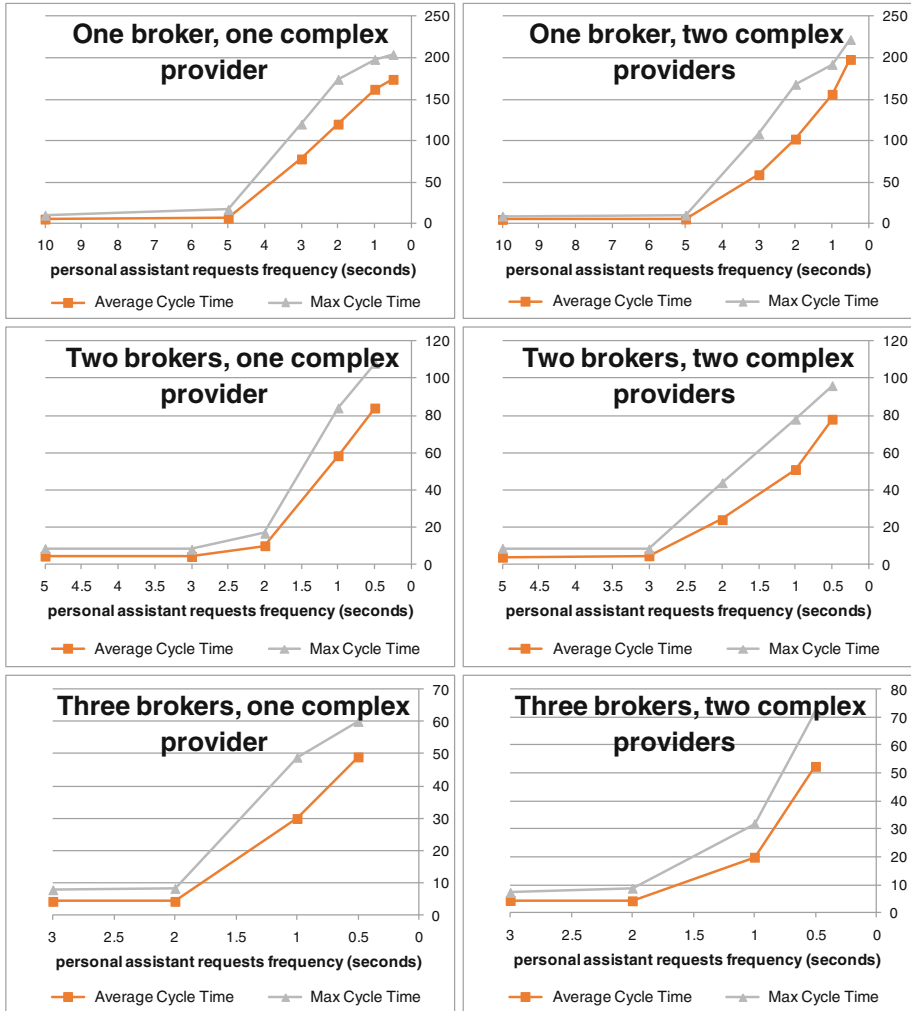 One broker, one complex
provider
250
200
150
100
50
0
10 9 8 7 6 5 4 3 2 1 0
personal assistant requests frequency (seconds)
Average Cycle Time Max Cycle Time
One broker, two complex
providers
250
200
150
100
50
0
10 9 8 7 6 5 4 3 2 1 0
personal assistant requests frequency (seconds)
Average Cycle Time Max Cycle Time
Two brokers, one complex
provider
120
100
80
60
40
20
0
5 4.5 4 3.5 3 2.5 2 1.5 1 0.5 0
personal assistant requests frequency (seconds)
Average Cycle Time Max Cycle Time
Two brokers, two complex
providers
120
100
80
60
40
20
0
5 4.5 4 3.5 3 2.5 2 1.5 1 0.5 0
personal assistant requests frequency (seconds)
Average Cycle Time Max Cycle Time
Three brokers, one complex
provider
70
60
50
40
30
20
10
0
3 2.5 2 1.5 1 0.5 0
personal assistant requests frequency (seconds)
Average Cycle Time Max Cycle Time
Three brokers, two complex
providers
80
70
60
50
40
30
20
10
0
3 2.5 2 1.5 1 0.5 0
personal assistant requests frequency (seconds)
Average Cycle Time Max Cycle Time